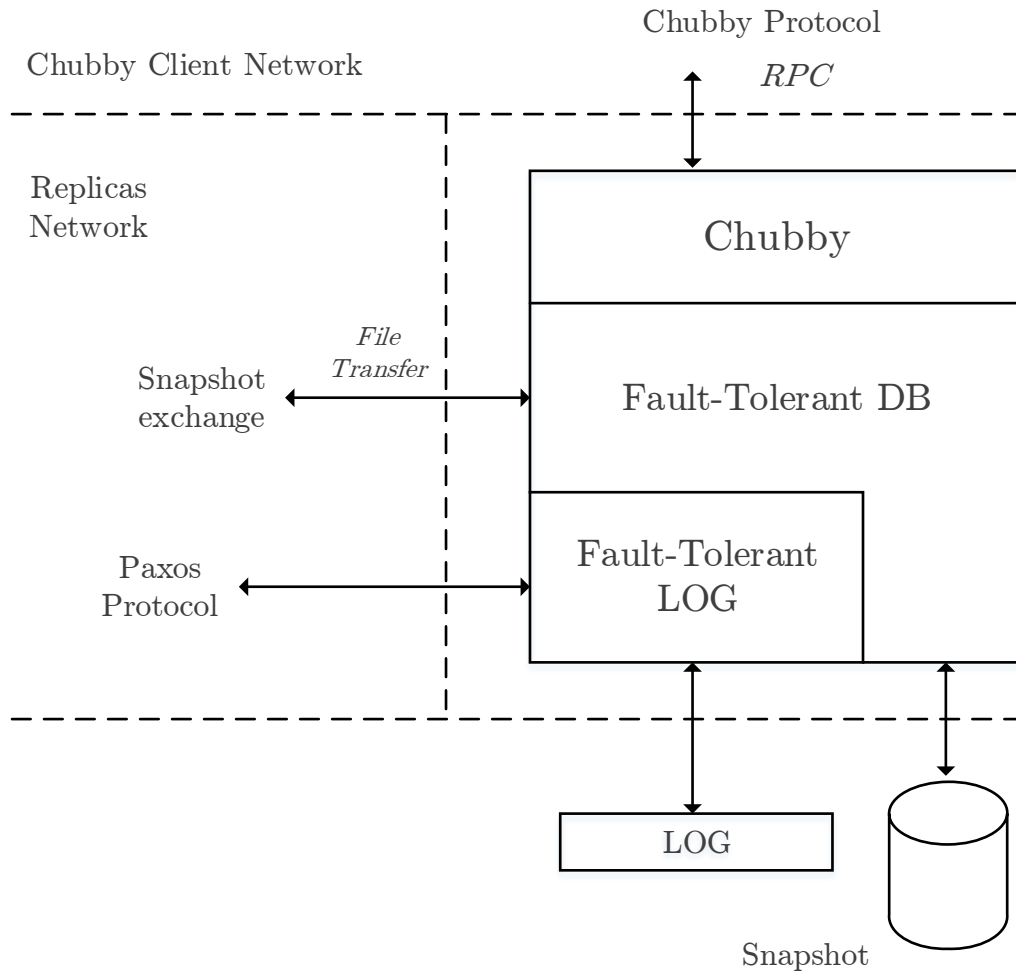 Chubby Protocol
Chubby Client Network
RPC
Replicas
Network
Chubby
File
Transfer
Snapshot
exchange
Fault-Tolerant DB
Fault-Tolerant
LOG
Paxos
Protocol
LOG
Snapshot